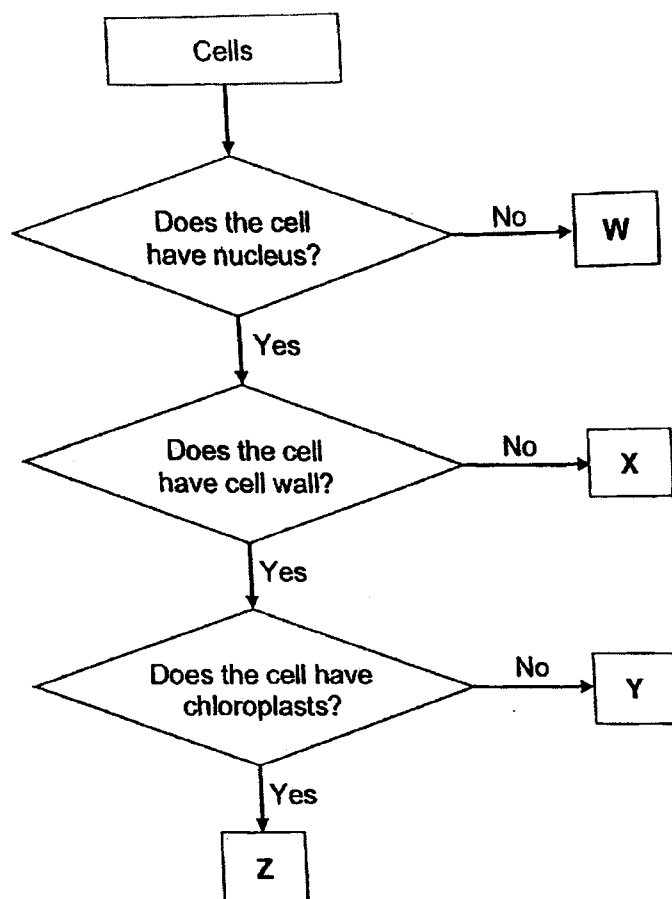 Cells
Does the cell
have nucleus?
No
W
Yes
Does the cell
have cell wall?
No
X
Yes
Does the cell have
chloroplasts?
No
Y
Yes
Z